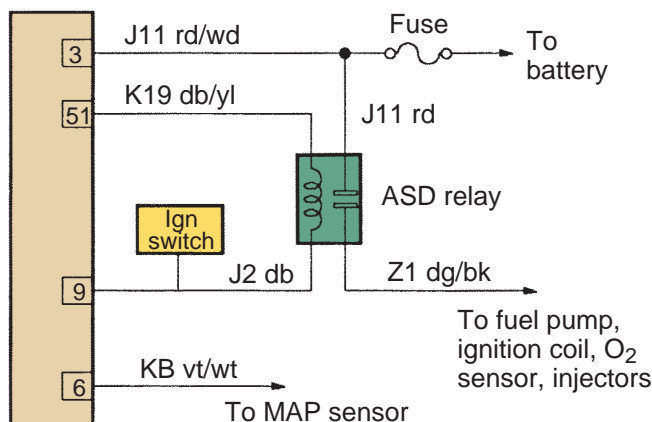 Fuse
3
J11 rd/wd
To
battery
K19 db/yl
51
J11 rd
ASD relay
Ign
switch
9
J2 db
Z1 dg/bk
To fuel pump,
ignition coil, O2
sensor, injectors
6
KB vt/wt
To MAP sensor